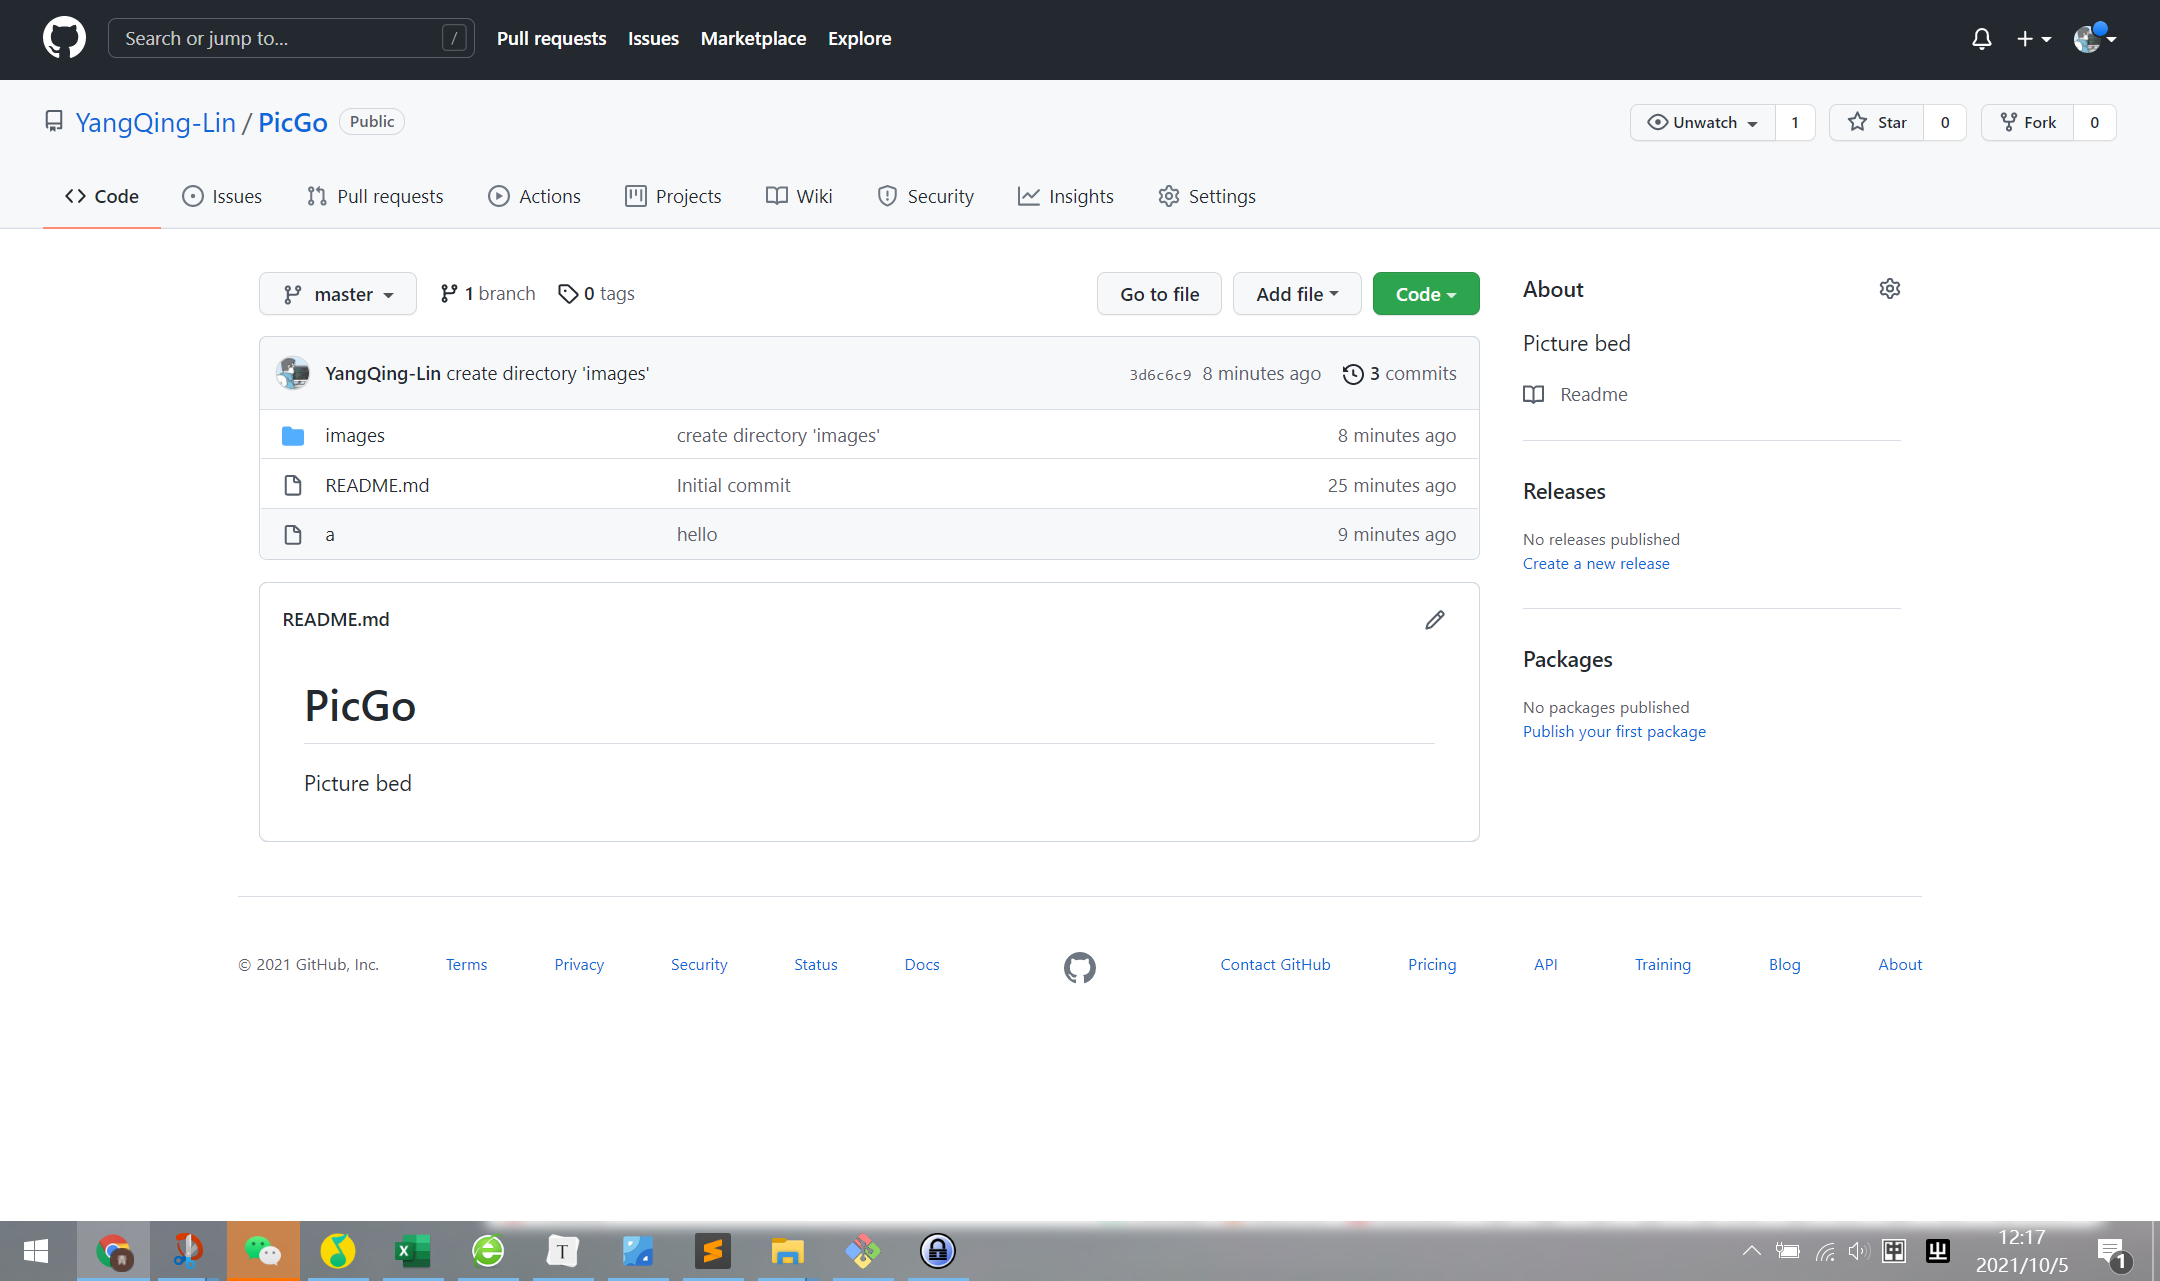 Search or jump to... /
Pull requests Issues Marketplace Explore
YangQing-Lin / PicGo Public
Unwatch 1 Star 0 Fork 0
Code Issues Pull requests Actions Projects Wiki Security Insights Settings
master 1 branch 0 tags Go to file Add file Code
YangQing-Lin create directory 'images' 3d6c6c9 8 minutes ago 3 commits
images create directory 'images' 8 minutes ago
README.md Initial commit 25 minutes ago
a hello 9 minutes ago
README.md
PicGo
Picture bed
About
Picture bed
Readme
Releases
No releases published
Create a new release
Packages
No packages published
Publish your first package
© 2021 GitHub, Inc. Terms Privacy Security Status Docs Contact GitHub Pricing API Training Blog About
12:17
2021/10/5
1